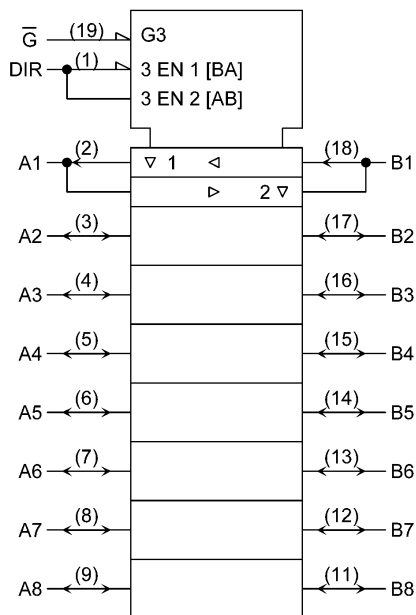 G̅ (19) G3
DIR (1) 3 EN 1 [BA]
3 EN 2 [AB]
A1 (2) ▽ 1 ◁ (18) B1
▷ 2 ▽
A2 (3) (17) B2
A3 (4) (16) B3
A4 (5) (15) B4
A5 (6) (14) B5
A6 (7) (13) B6
A7 (8) (12) B7
A8 (9) (11) B8